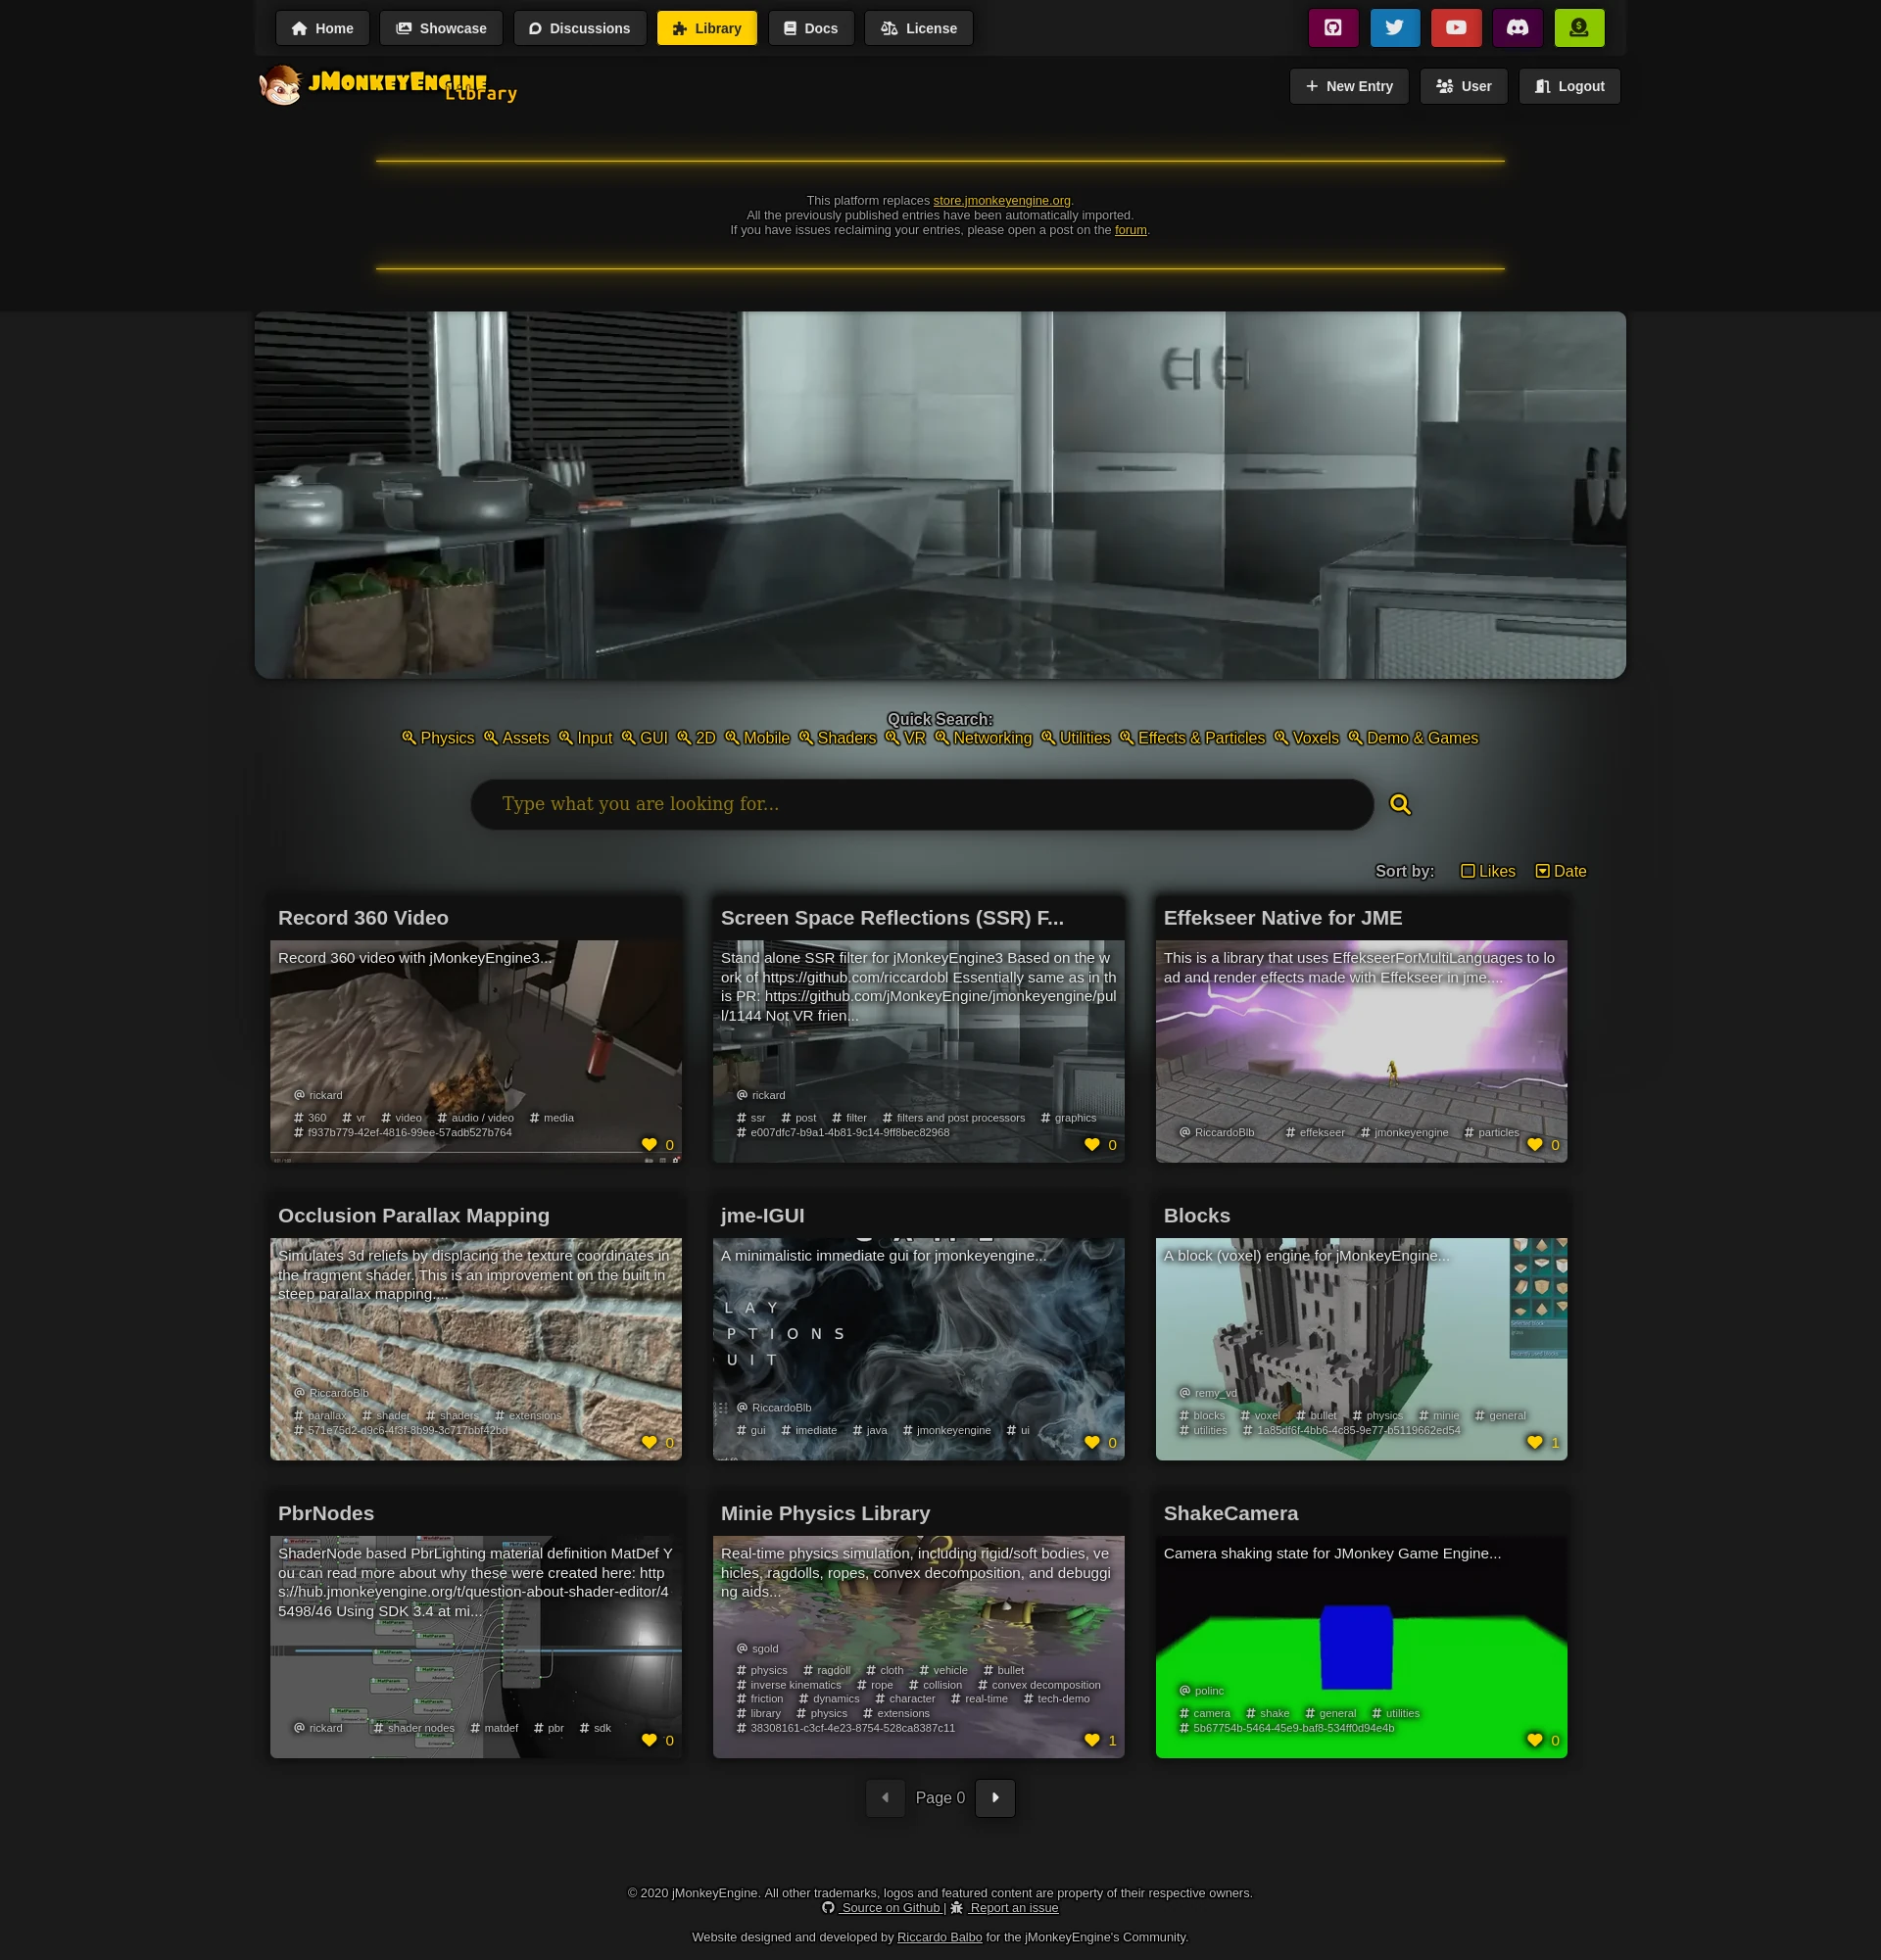 Home
Showcase
Discussions
Library
Docs
License
jMonkeyEngine
Library
New Entry
User
Logout
This platform replaces store.jmonkeyengine.org.
All the previously published entries have been automatically imported.
If you have issues reclaiming your entries, please open a post on the forum.
Quick Search:
Physics Assets Input GUI 2D Mobile Shaders VR Networking Utilities Effects & Particles Voxels Demo & Games
Type what you are looking for...
Sort by: Likes Date
Record 360 Video
Record 360 video with jMonkeyEngine3...
rickard
360 vr video audio / video media
f937b779-42ef-4816-99ee-57adb527b764
0
Screen Space Reflections (SSR) F...
Stand alone SSR filter for jMonkeyEngine3 Based on the w
ork of https://github.com/riccardobl Essentially same as in th
is PR: https://github.com/jMonkeyEngine/jmonkeyengine/pul
l/1144 Not VR frien...
rickard
ssr post filter filters and post processors graphics
e007dfc7-b9a1-4b81-9c14-9ff8bec82968
0
Effekseer Native for JME
This is a library that uses EffekseerForMultiLanguages to lo
ad and render effects made with Effekseer in jme....
RiccardoBlb effekseer jmonkeyengine particles
0
Occlusion Parallax Mapping
Simulates 3d reliefs by displacing the texture coordinates in
the fragment shader. This is an improvement on the built in
steep parallax mapping....
RiccardoBlb
parallax shader shaders extensions
571e75d2-d9c6-4f3f-8b99-3c717bbf42bd
0
jme-IGUI
A minimalistic immediate gui for jmonkeyengine...
LAY
PTIONS
UIT
RiccardoBlb
gui imediate java jmonkeyengine ui
0
Blocks
A block (voxel) engine for jMonkeyEngine...
remy_vd
blocks voxel bullet physics minie general
utilities 1a85df6f-4bb6-4c85-9e77-b5119662ed54
1
PbrNodes
ShaderNode based PbrLighting material definition MatDef Y
ou can read more about why these were created here: http
s://hub.jmonkeyengine.org/t/question-about-shader-editor/4
5498/46 Using SDK 3.4 at mi...
rickard shader nodes matdef pbr sdk
0
Minie Physics Library
Real-time physics simulation, including rigid/soft bodies, ve
hicles, ragdolls, ropes, convex decomposition, and debuggi
ng aids...
sgold
physics ragdoll cloth vehicle bullet
inverse kinematics rope collision convex decomposition
friction dynamics character real-time tech-demo
library physics extensions
38308161-c3cf-4e23-8754-528ca8387c11
1
ShakeCamera
Camera shaking state for JMonkey Game Engine...
polinc
camera shake general utilities
5b67754b-5464-45e9-baf8-534ff0d94e4b
0
Page 0
© 2020 jMonkeyEngine. All other trademarks, logos and featured content are property of their respective owners.
Source on Github | Report an issue
Website designed and developed by Riccardo Balbo for the jMonkeyEngine's Community.